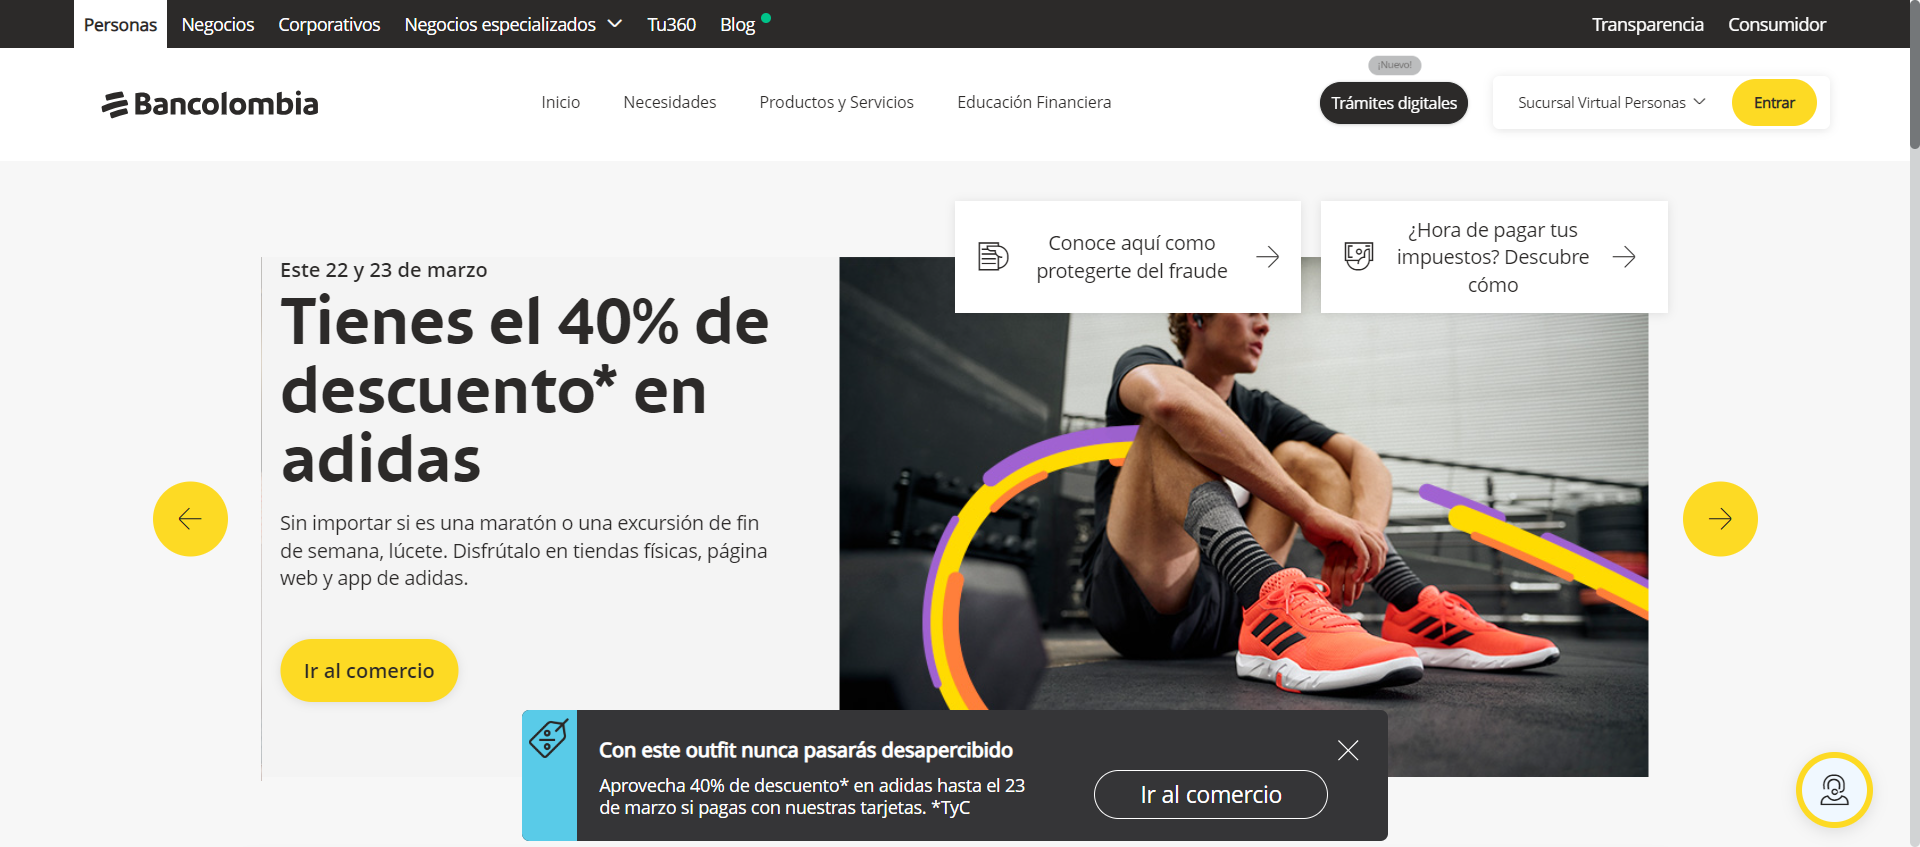 Personas
Negocios
Corporativos
Negocios especializados
Tu360
Blog
Transparencia
Consumidor
Bancolombia
Inicio
Necesidades
Productos y Servicios
Educación Financiera
¡Nuevo!
Trámites digitales
Sucursal Virtual Personas
Entrar
Conoce aquí como
protegerte del fraude
¿Hora de pagar tus
impuestos? Descubre
cómo
Este 22 y 23 de marzo
Tienes el 40% de
descuento* en
adidas
Sin importar si es una maratón o una excursión de fin
de semana, lúcete. Disfrútalo en tiendas físicas, página
web y app de adidas.
Ir al comercio
Con este outfit nunca pasarás desapercibido
Aprovecha 40% de descuento* en adidas hasta el 23
de marzo si pagas con nuestras tarjetas. *TyC
Ir al comercio